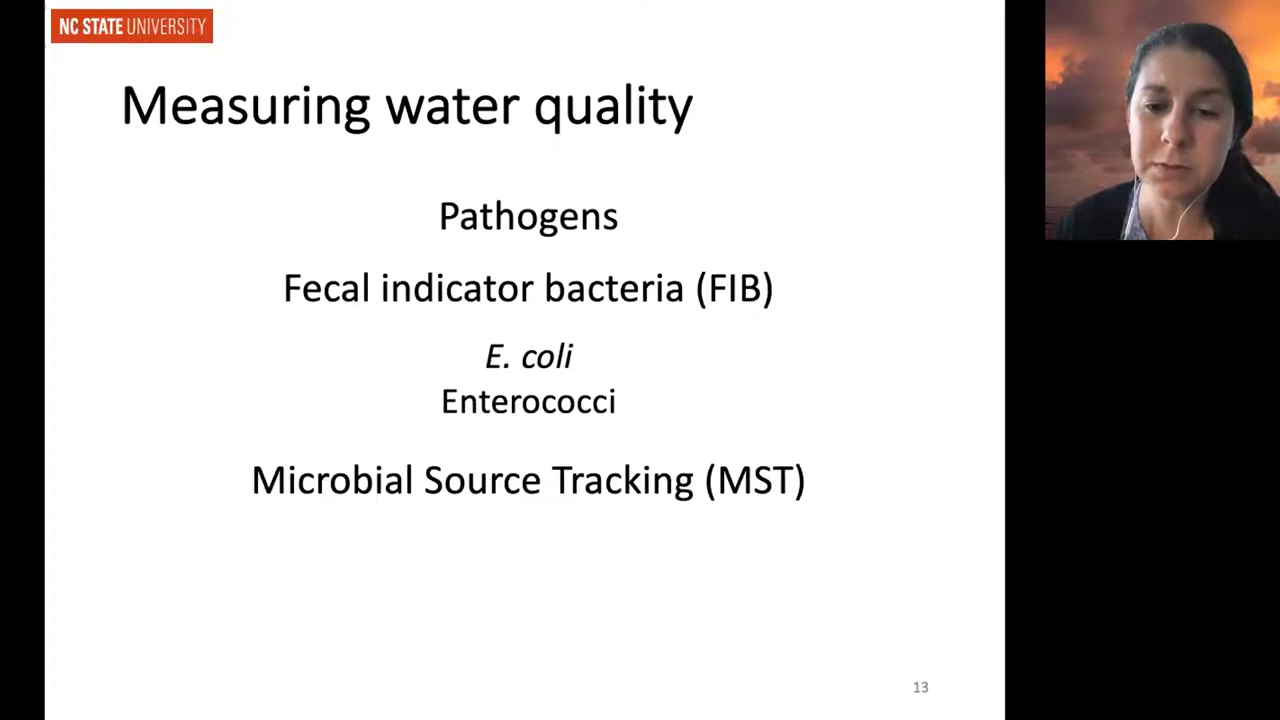 NC STATE UNIVERSITY
Measuring water quality
Pathogens
Fecal indicator bacteria (FIB)
E. coli
Enterococci
Microbial Source Tracking (MST)
13